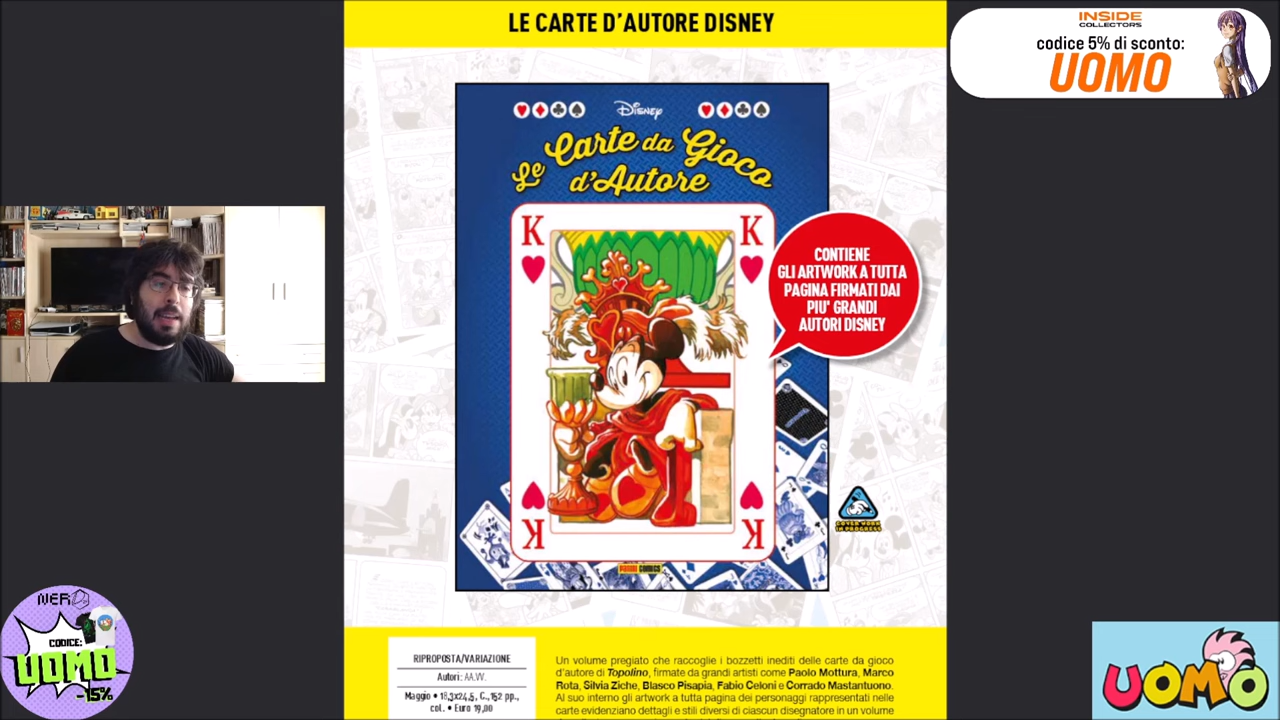 LE CARTE D'AUTORE DISNEY
INSIDE
COLLECTORS
codice 5% di sconto:
UOMO
Disney
Le Carte da Gioco
d'Autore
K
K
CONTIENE
GLI ARTWORK A TUTTA
PAGINA FIRMATI DAI
PIU' GRANDI
AUTORI DISNEY
COVER WORK
IN PROGRESS
K
K
PANINI COMICS
NERD
CODICE:
UOMO
-15%
RIPROPOSTA/VARIAZIONE
Autori: AA.VV.
Maggio • 18,3x24,5, C., 152 pp.,
col. • Euro 19,00
Un volume pregiato che raccoglie i bozzetti inediti delle carte da gioco
d'autore di Topolino, firmate da grandi artisti come Paolo Mottura, Marco
Rota, Silvia Ziche, Blasco Pisapia, Fabio Celoni e Corrado Mastantuono.
Al suo interno gli artwork a tutta pagina dei personaggi rappresentati nelle
carte evidenziano dettagli e stili diversi di ciascun disegnatore in un volume
UOMO